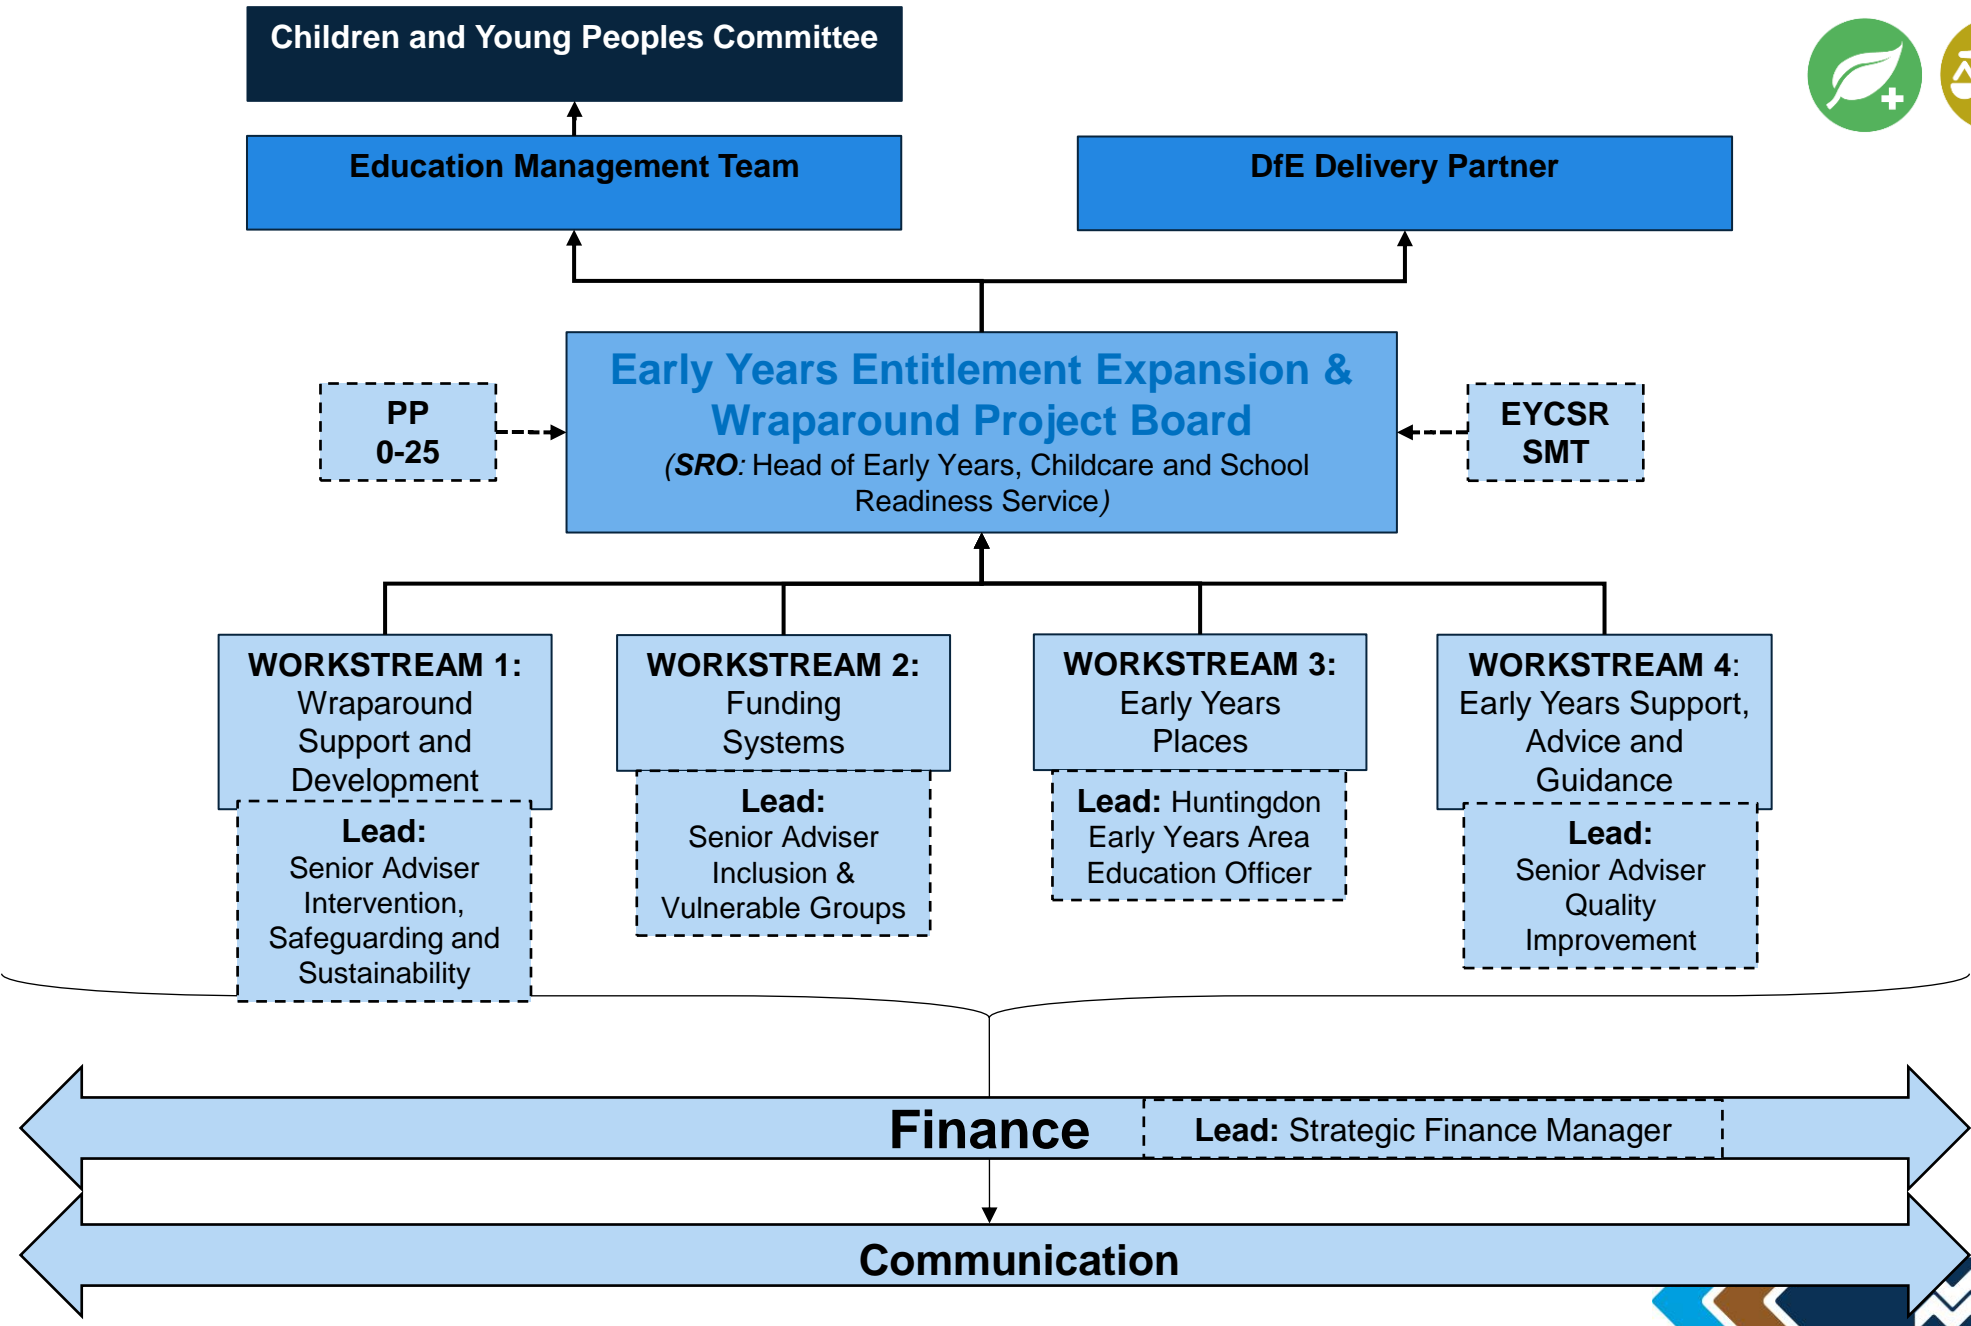 Children and Young Peoples Committee
Education Management Team
DfE Delivery Partner
Early Years Entitlement Expansion &
Wraparound Project Board
(SRO: Head of Early Years, Childcare and School
Readiness Service)
PP
0-25
EYCSR
SMT
WORKSTREAM 1:
Wraparound
Support and
Development
Lead:
Senior Adviser
Intervention,
Safeguarding and
Sustainability
WORKSTREAM 2:
Funding
Systems
Lead:
Senior Adviser
Inclusion &
Vulnerable Groups
WORKSTREAM 3:
Early Years
Places
Lead: Huntingdon
Early Years Area
Education Officer
WORKSTREAM 4:
Early Years Support,
Advice and
Guidance
Lead:
Senior Adviser
Quality
Improvement
Finance
Lead: Strategic Finance Manager
Communication